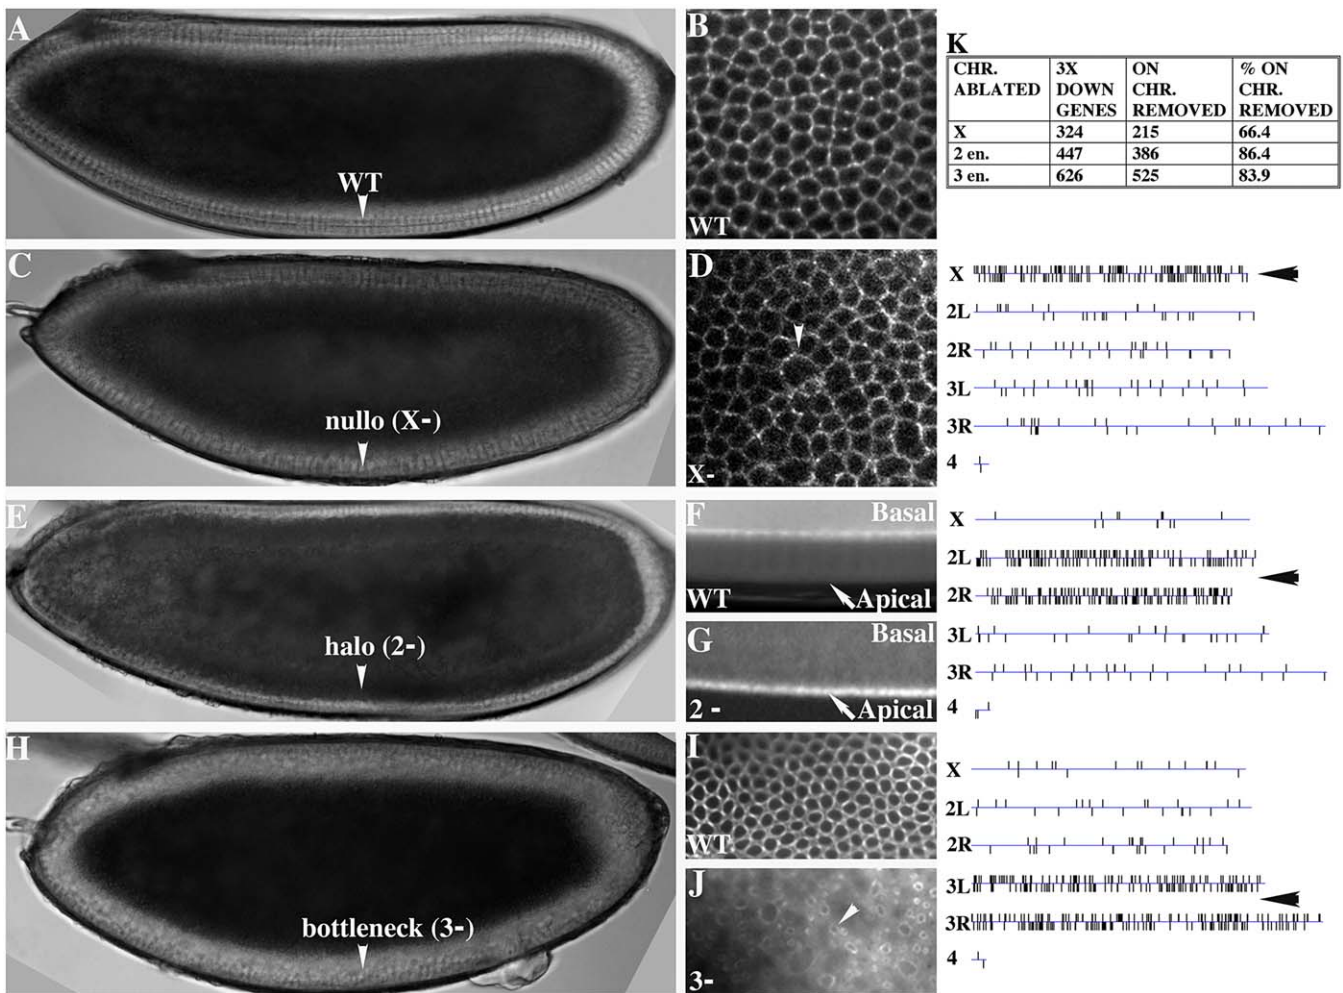 A
WT
B
WT
C
nullo (X-)
D
X-
E
halo (2-)
F
Basal
WT
Apical
G
Basal
2 -
Apical
H
bottleneck (3-)
I
WT
J
3-
K
CHR. ABLATED
3X DOWN GENES
ON CHR. REMOVED
% ON CHR. REMOVED
X 324 215 66.4
2 en. 447 386 86.4
3 en. 626 525 83.9
X
2L
2R
3L
3R
4
X
2L
2R
3L
3R
4
X
2L
2R
3L
3R
4